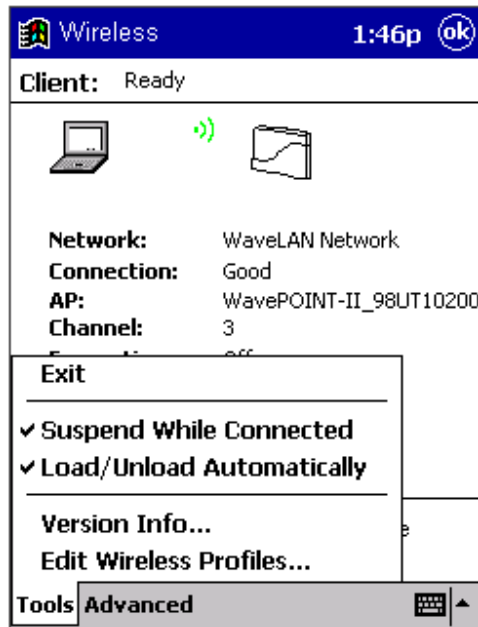 Wireless 1:46p ok
Client: Ready
Network: WaveLAN Network
Connection: Good
AP: WavePOINT-II_98UT10200
Channel: 3
Exit
Suspend While Connected
Load/Unload Automatically
Version Info...
Edit Wireless Profiles...
Tools Advanced